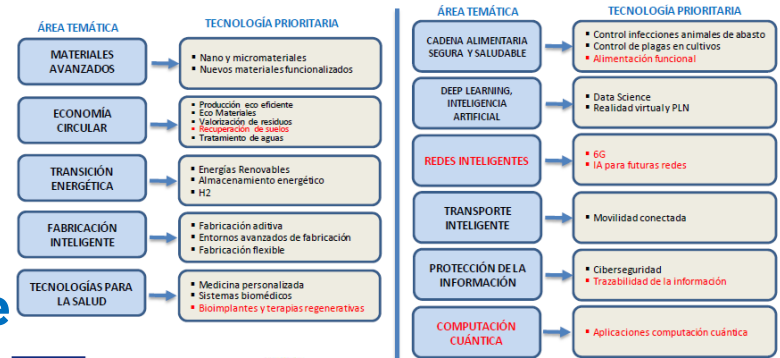 ÁREA TEMÁTICA
TECNOLOGÍA PRIORITARIA
MATERIALES
AVANZADOS
▪ Nano y micromateriales
▪ Nuevos materiales funcionalizados
ECONOMÍA
CIRCULAR
▪ Producción eco eficiente
▪ Eco Materiales
▪ Valorización de residuos
▪ Recuperación de suelos
▪ Tratamiento de aguas
TRANSICIÓN
ENERGÉTICA
▪ Energías Renovables
▪ Almacenamiento energético
▪ H2
FABRICACIÓN
INTELIGENTE
▪ Fabricación aditiva
▪ Entornos avanzados de fabricación
▪ Fabricación flexible
TECNOLOGÍAS PARA
LA SALUD
▪ Medicina personalizada
▪ Sistemas biomédicos
▪ Bioimplantes y terapias regenerativas
e
ÁREA TEMÁTICA
TECNOLOGÍA PRIORITARIA
CADENA ALIMENTARIA
SEGURA Y SALUDABLE
▪ Control infecciones animales de abasto
▪ Control de plagas en cultivos
▪ Alimentación funcional
DEEP LEARNING,
INTELIGENCIA
ARTIFICIAL
▪ Data Science
▪ Realidad virtual y PLN
REDES INTELIGENTES
▪ 6G
▪ IA para futuras redes
TRANSPORTE
INTELIGENTE
▪ Movilidad conectada
PROTECCIÓN DE LA
INFORMACIÓN
▪ Ciberseguridad
▪ Trazabilidad de la información
COMPUTACIÓN
CUÁNTICA
▪ Aplicaciones computación cuántica